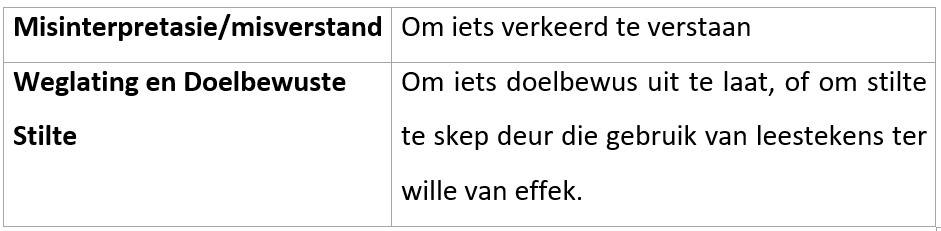 Misinterpretasie/misverstand Om iets verkeerd te verstaan
Weglating en Doelbewuste Om iets doelbewus uit te laat, of om stilte
Stilte te skep deur die gebruik van leestekens ter
wille van effek.